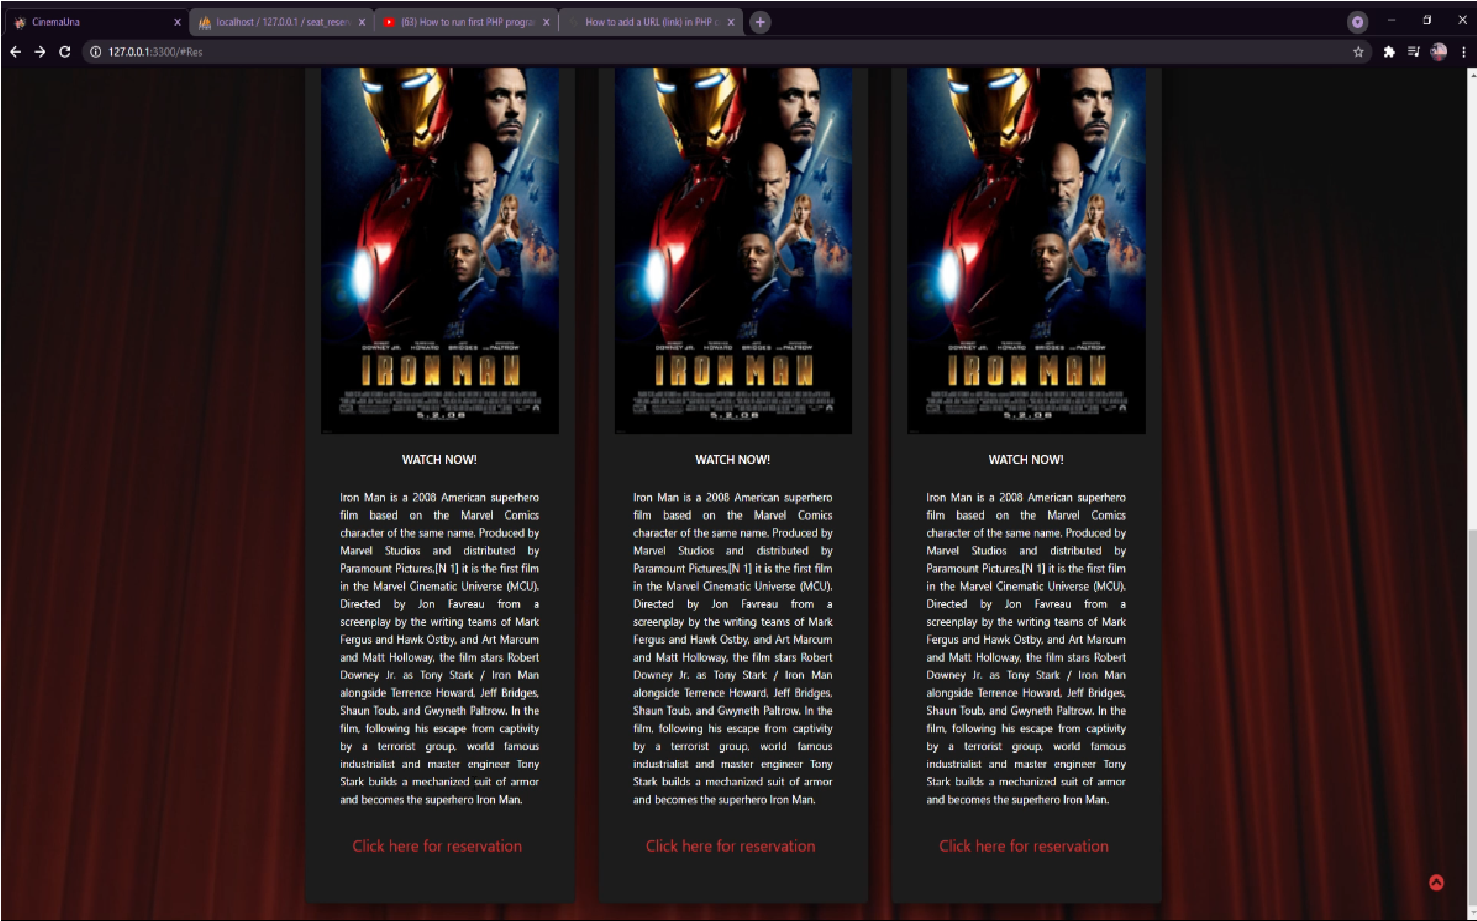 CinemaUna
localhost / 127.0.0.1 / seat_reserv
(63) How to run first PHP program
How to add a URL (link) in PHP c
127.0.0.1:3300/#Res
DOWNEY JR. HOWARD BRIDGES PALTROW
IRON MAN
5.2.08
WATCH NOW!
Iron Man is a 2008 American superhero
film based on the Marvel Comics
character of the same name. Produced by
Marvel Studios and distributed by
Paramount Pictures,[N 1] it is the first film
in the Marvel Cinematic Universe (MCU).
Directed by Jon Favreau from a
screenplay by the writing teams of Mark
Fergus and Hawk Ostby, and Art Marcum
and Matt Holloway, the film stars Robert
Downey Jr. as Tony Stark / Iron Man
alongside Terrence Howard, Jeff Bridges,
Shaun Toub, and Gwyneth Paltrow. In the
film, following his escape from captivity
by a terrorist group, world famous
industrialist and master engineer Tony
Stark builds a mechanized suit of armor
and becomes the superhero Iron Man.
Click here for reservation
DOWNEY JR. HOWARD BRIDGES PALTROW
IRON MAN
5.2.08
WATCH NOW!
Iron Man is a 2008 American superhero
film based on the Marvel Comics
character of the same name. Produced by
Marvel Studios and distributed by
Paramount Pictures,[N 1] it is the first film
in the Marvel Cinematic Universe (MCU).
Directed by Jon Favreau from a
screenplay by the writing teams of Mark
Fergus and Hawk Ostby, and Art Marcum
and Matt Holloway, the film stars Robert
Downey Jr. as Tony Stark / Iron Man
alongside Terrence Howard, Jeff Bridges,
Shaun Toub, and Gwyneth Paltrow. In the
film, following his escape from captivity
by a terrorist group, world famous
industrialist and master engineer Tony
Stark builds a mechanized suit of armor
and becomes the superhero Iron Man.
Click here for reservation
DOWNEY JR. HOWARD BRIDGES PALTROW
IRON MAN
5.2.08
WATCH NOW!
Iron Man is a 2008 American superhero
film based on the Marvel Comics
character of the same name. Produced by
Marvel Studios and distributed by
Paramount Pictures,[N 1] it is the first film
in the Marvel Cinematic Universe (MCU).
Directed by Jon Favreau from a
screenplay by the writing teams of Mark
Fergus and Hawk Ostby, and Art Marcum
and Matt Holloway, the film stars Robert
Downey Jr. as Tony Stark / Iron Man
alongside Terrence Howard, Jeff Bridges,
Shaun Toub, and Gwyneth Paltrow. In the
film, following his escape from captivity
by a terrorist group, world famous
industrialist and master engineer Tony
Stark builds a mechanized suit of armor
and becomes the superhero Iron Man.
Click here for reservation